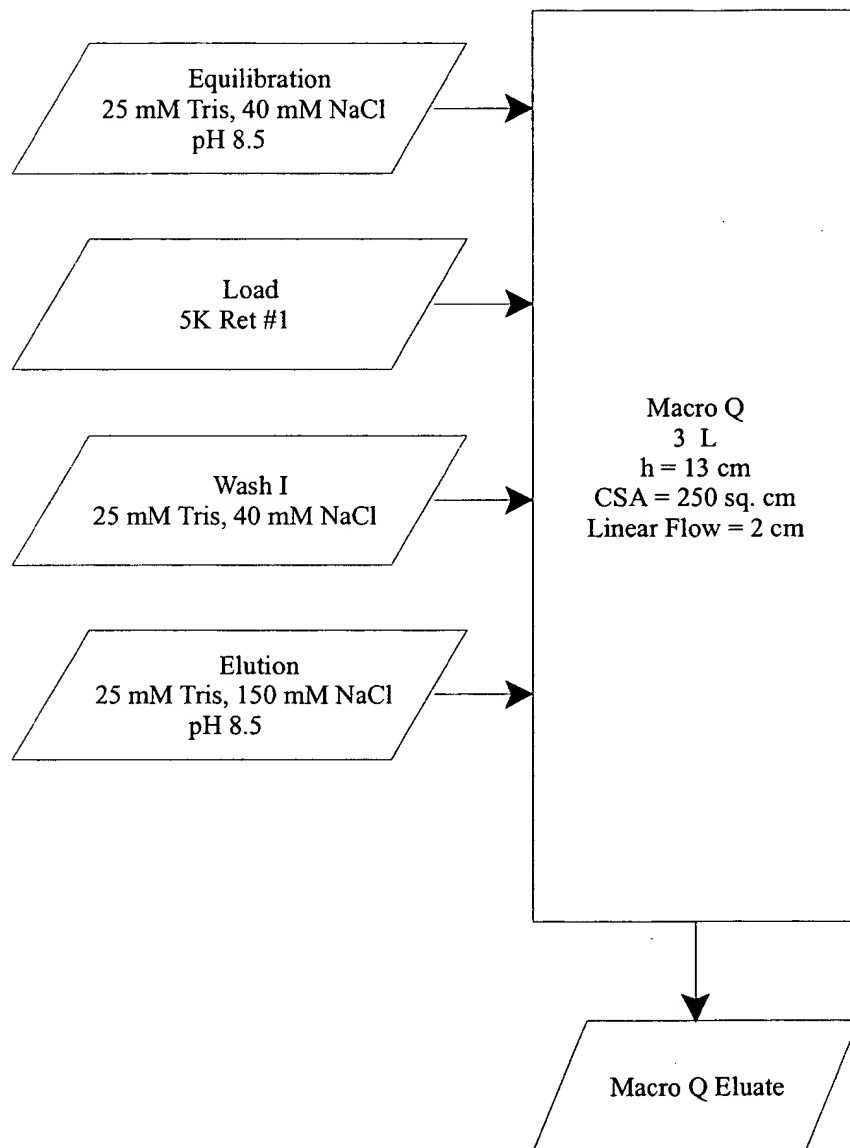 Equilibration
25 mM Tris, 40 mM NaCl
pH 8.5
Load
5K Ret #1
Wash I
25 mM Tris, 40 mM NaCl
Elution
25 mM Tris, 150 mM NaCl
pH 8.5
Macro Q
3 L
h = 13 cm
CSA = 250 sq. cm
Linear Flow = 2 cm
Macro Q Eluate